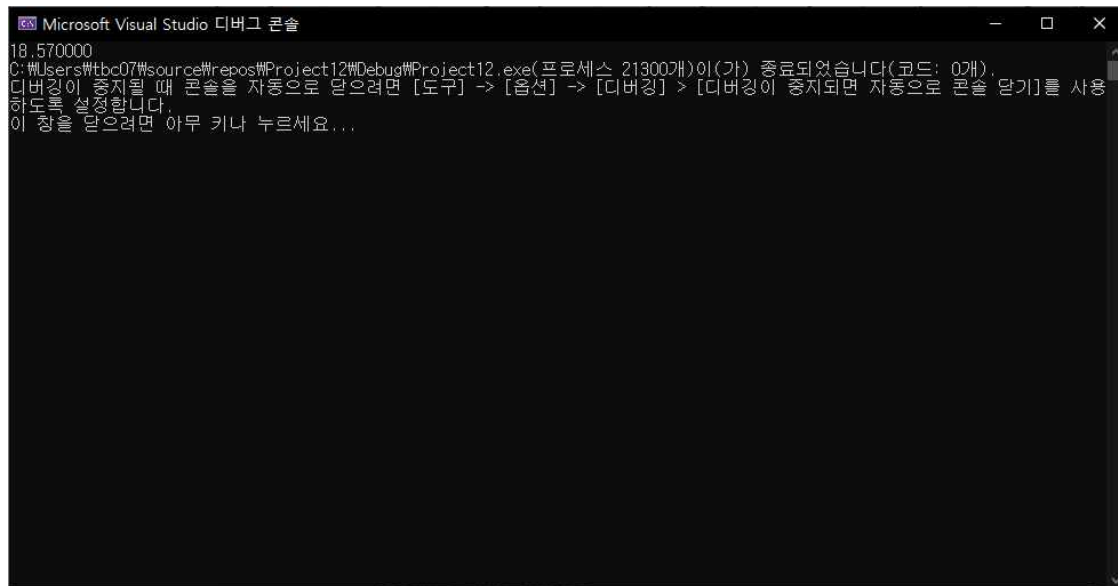 Microsoft Visual Studio 디버그 콘솔
18.570000
C:₩Users₩tbc07₩source₩repos₩Project12₩Debug₩Project12.exe(프로세스 21300개)이(가) 종료되었습니다(코드: 0개).
디버깅이 중지될 때 콘솔을 자동으로 닫으려면 [도구] -> [옵션] -> [디버깅] > [디버깅이 중지되면 자동으로 콘솔 닫기]를 사용
하도록 설정합니다.
이 창을 닫으려면 아무 키나 누르세요...